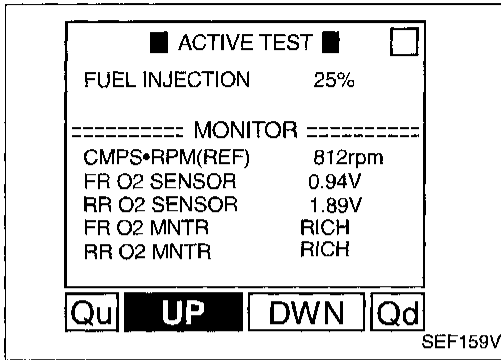 ■ ACTIVE TEST ■ □
FUEL INJECTION 25%
========== MONITOR ==========
CMPS•RPM(REF) 812rpm
FR O2 SENSOR 0.94V
RR O2 SENSOR 1.89V
FR O2 MNTR RICH
RR O2 MNTR RICH
Qu UP DWN Qd
SEF159V